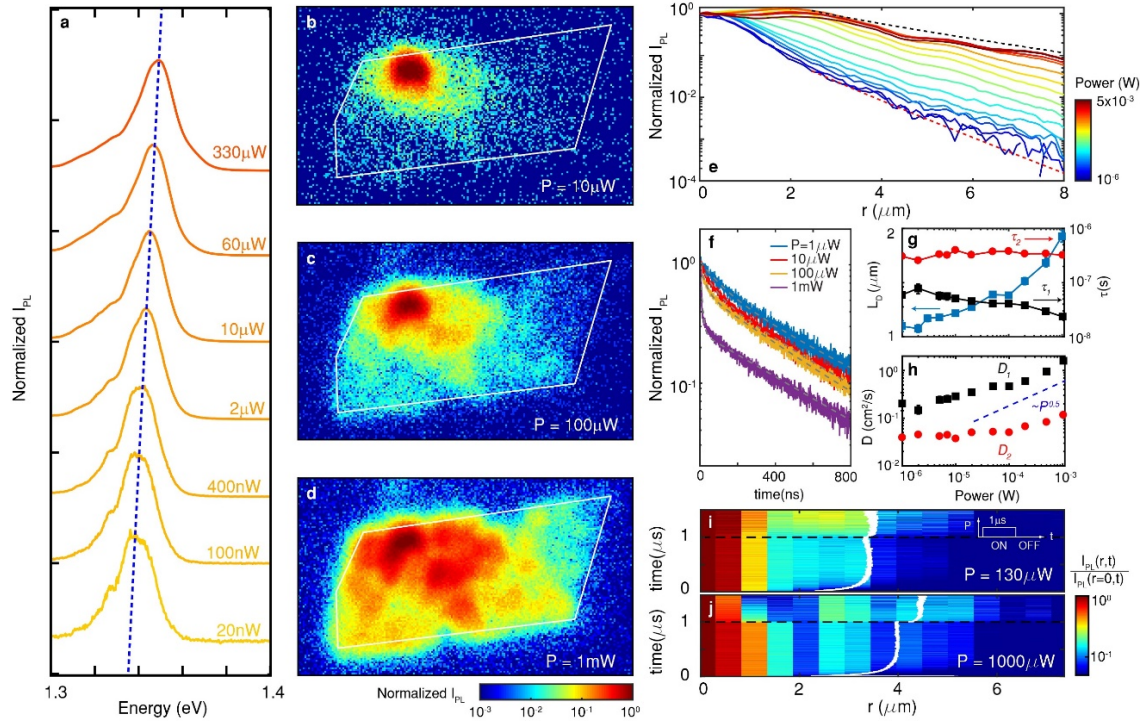 a
330μW
60μW
10μW
2μW
400nW
100nW
20nW
Normalized I_PL
1.3
1.4
Energy (eV)
b
P = 10μW
c
P = 100μW
d
P = 1mW
Normalized I_PL
10^-3
10^-2
10^-1
10^0
Normalized I_PL
10^0
10^-2
10^-4
e
0
2
4
6
8
r (μm)
Power (W)
5x10^-3
10^-6
f
P=1μW
10μW
100μW
1mW
Normalized I_PL
10^0
10^-1
0
400
800
time(ns)
g
L_D (μm)
2
1
τ_2
τ_1
10^-6
10^-7
10^-8
τ(s)
h
D (cm²/s)
10^0
10^-1
10^-2
D_1
~P^0.5
D_2
10^-6
10^-5
10^-4
10^-3
Power (W)
i
time(μs)
1
0
P
1μs
ON
OFF
t
P = 130μW
j
time(μs)
1
0
P = 1000μW
0
2
4
6
r (μm)
I_PL(r,t)
I_PL(r=0,t)
10^0
10^-1